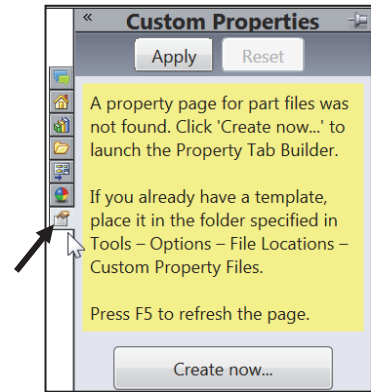 «
Custom Properties
Apply Reset
A property page for part files was
not found. Click 'Create now...' to
launch the Property Tab Builder.
If you already have a template,
place it in the folder specified in
Tools – Options – File Locations –
Custom Property Files.
Press F5 to refresh the page.
Create now...